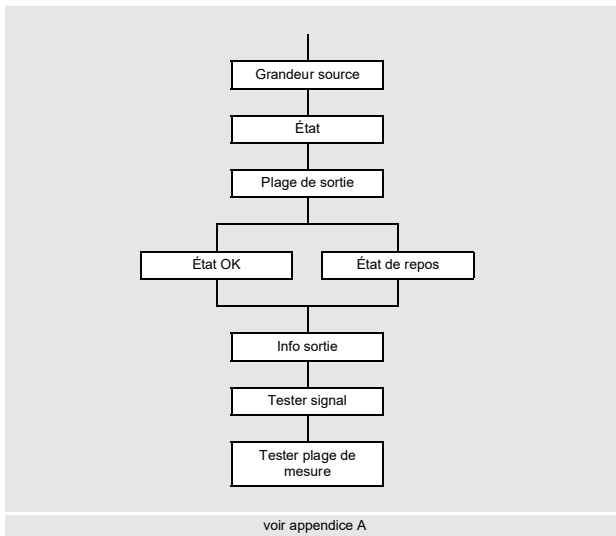 Grandeur source
État
Plage de sortie
État OK
État de repos
Info sortie
Tester signal
Tester plage de
mesure
voir appendice A